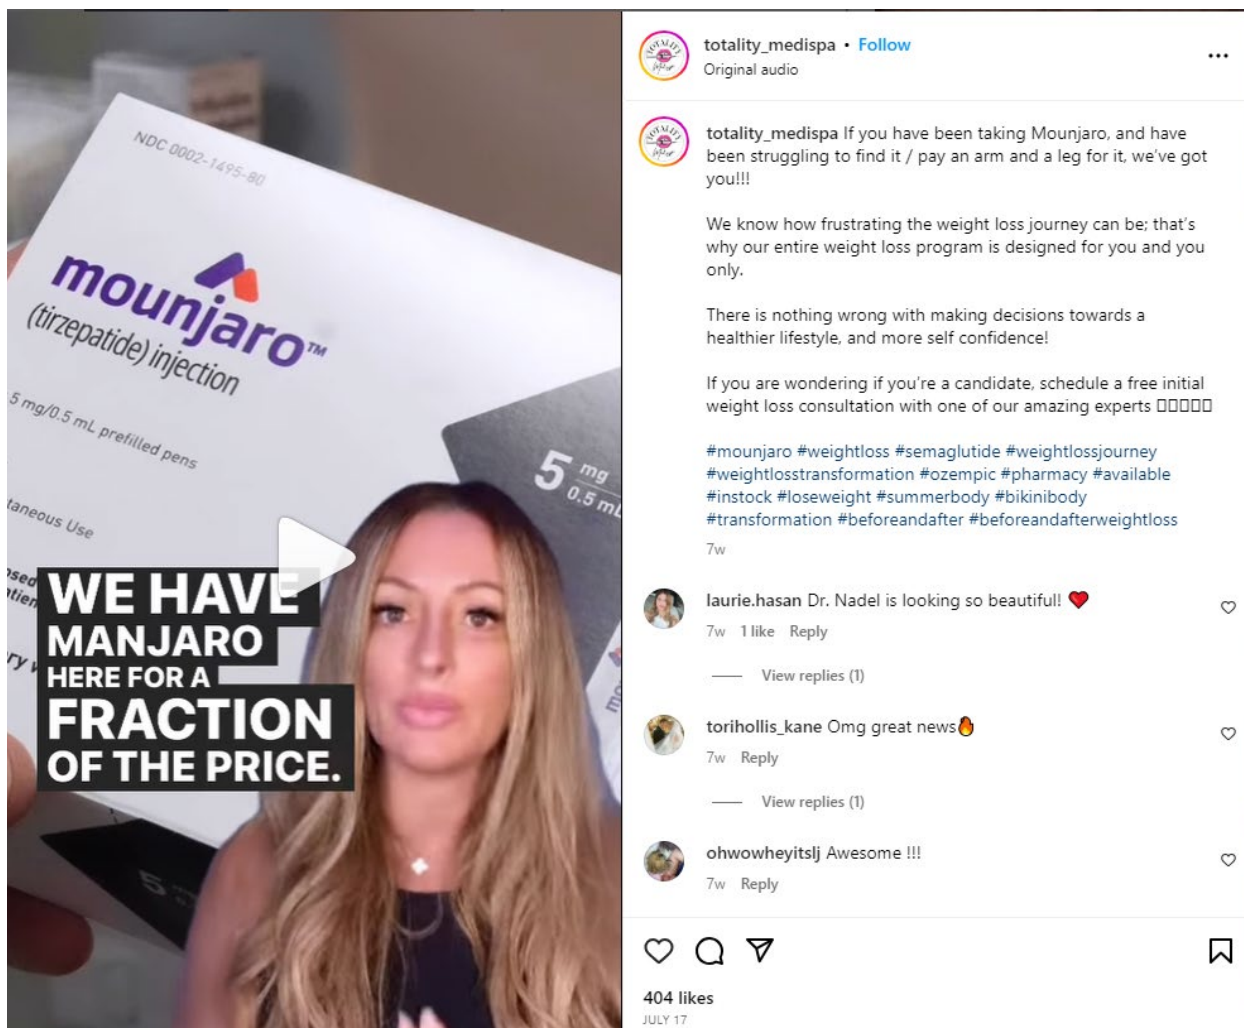 NDC 0002-1495-80
mounjaro™
(tirzepatide) injection
5 mg/0.5 mL prefilled pens
taneous Use
5 mg
0.5 mL
WE HAVE
MANJARO
HERE FOR A
FRACTION
OF THE PRICE.
totality_medispa • Follow
Original audio
totality_medispa If you have been taking Mounjaro, and have
been struggling to find it / pay an arm and a leg for it, we've got
you!!!
We know how frustrating the weight loss journey can be; that's
why our entire weight loss program is designed for you and you
only.
There is nothing wrong with making decisions towards a
healthier lifestyle, and more self confidence!
If you are wondering if you're a candidate, schedule a free initial
weight loss consultation with one of our amazing experts
#mounjaro #weightloss #semaglutide #weightlossjourney
#weightlosstransformation #ozempic #pharmacy #available
#instock #loseweight #summerbody #bikinibody
#transformation #beforeandafter #beforeandafterweightloss
7w
laurie.hasan Dr. Nadel is looking so beautiful! ❤️
7w 1 like Reply
View replies (1)
torihollis_kane Omg great news🔥
7w Reply
View replies (1)
ohwowheyitslj Awesome !!!
7w Reply
404 likes
JULY 17